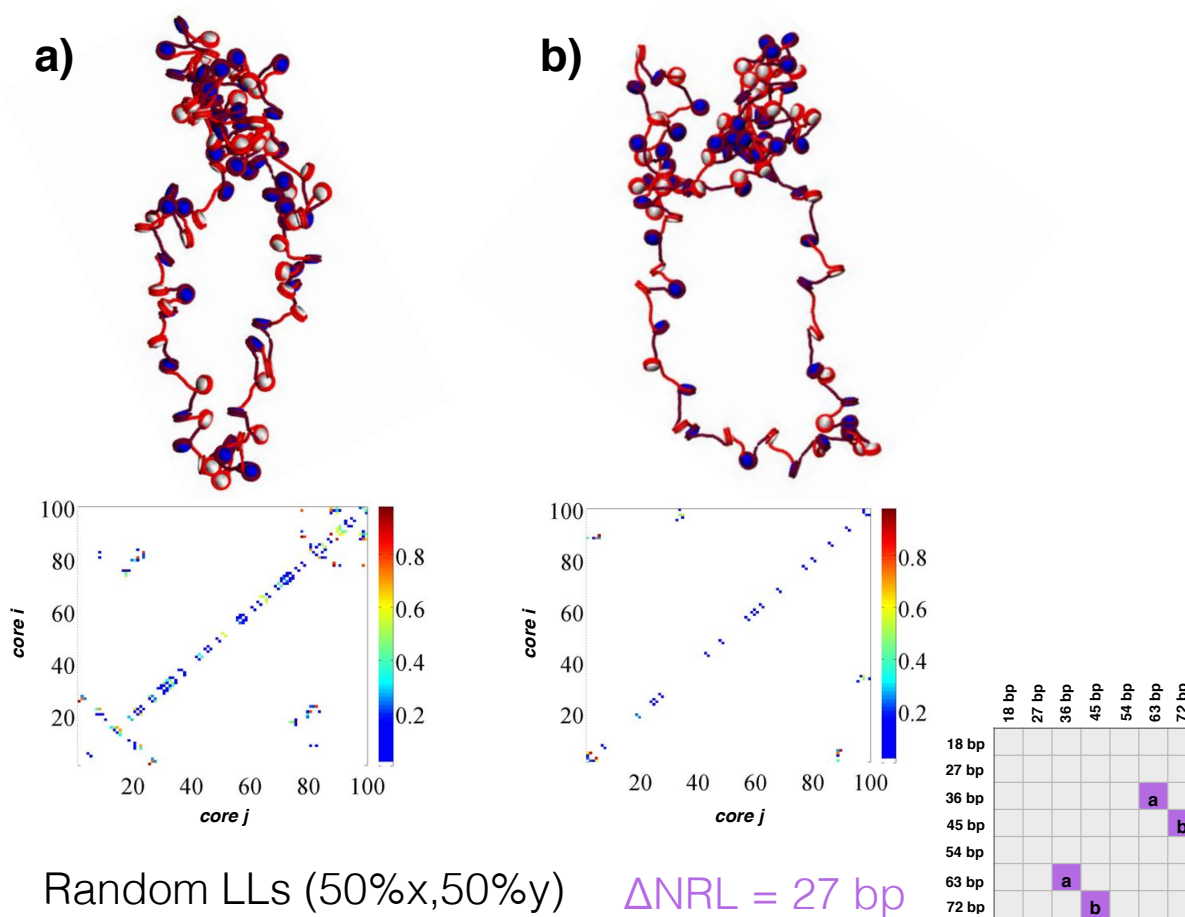 a)
b)
100
80
60
40
20
core i
20 40 60 80 100
core j
0.8
0.6
0.4
0.2
100
80
60
40
20
core i
20 40 60 80 100
core j
0.8
0.6
0.4
0.2
18 bp 27 bp 36 bp 45 bp 54 bp 63 bp 72 bp
18 bp
27 bp
36 bp a
45 bp b
54 bp
63 bp a
72 bp b
Random LLs (50%x,50%y)
ΔNRL = 27 bp